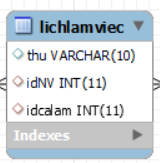 lichlamviec
thu VARCHAR(10)
idNV INT(11)
idcalam INT(11)
Indexes